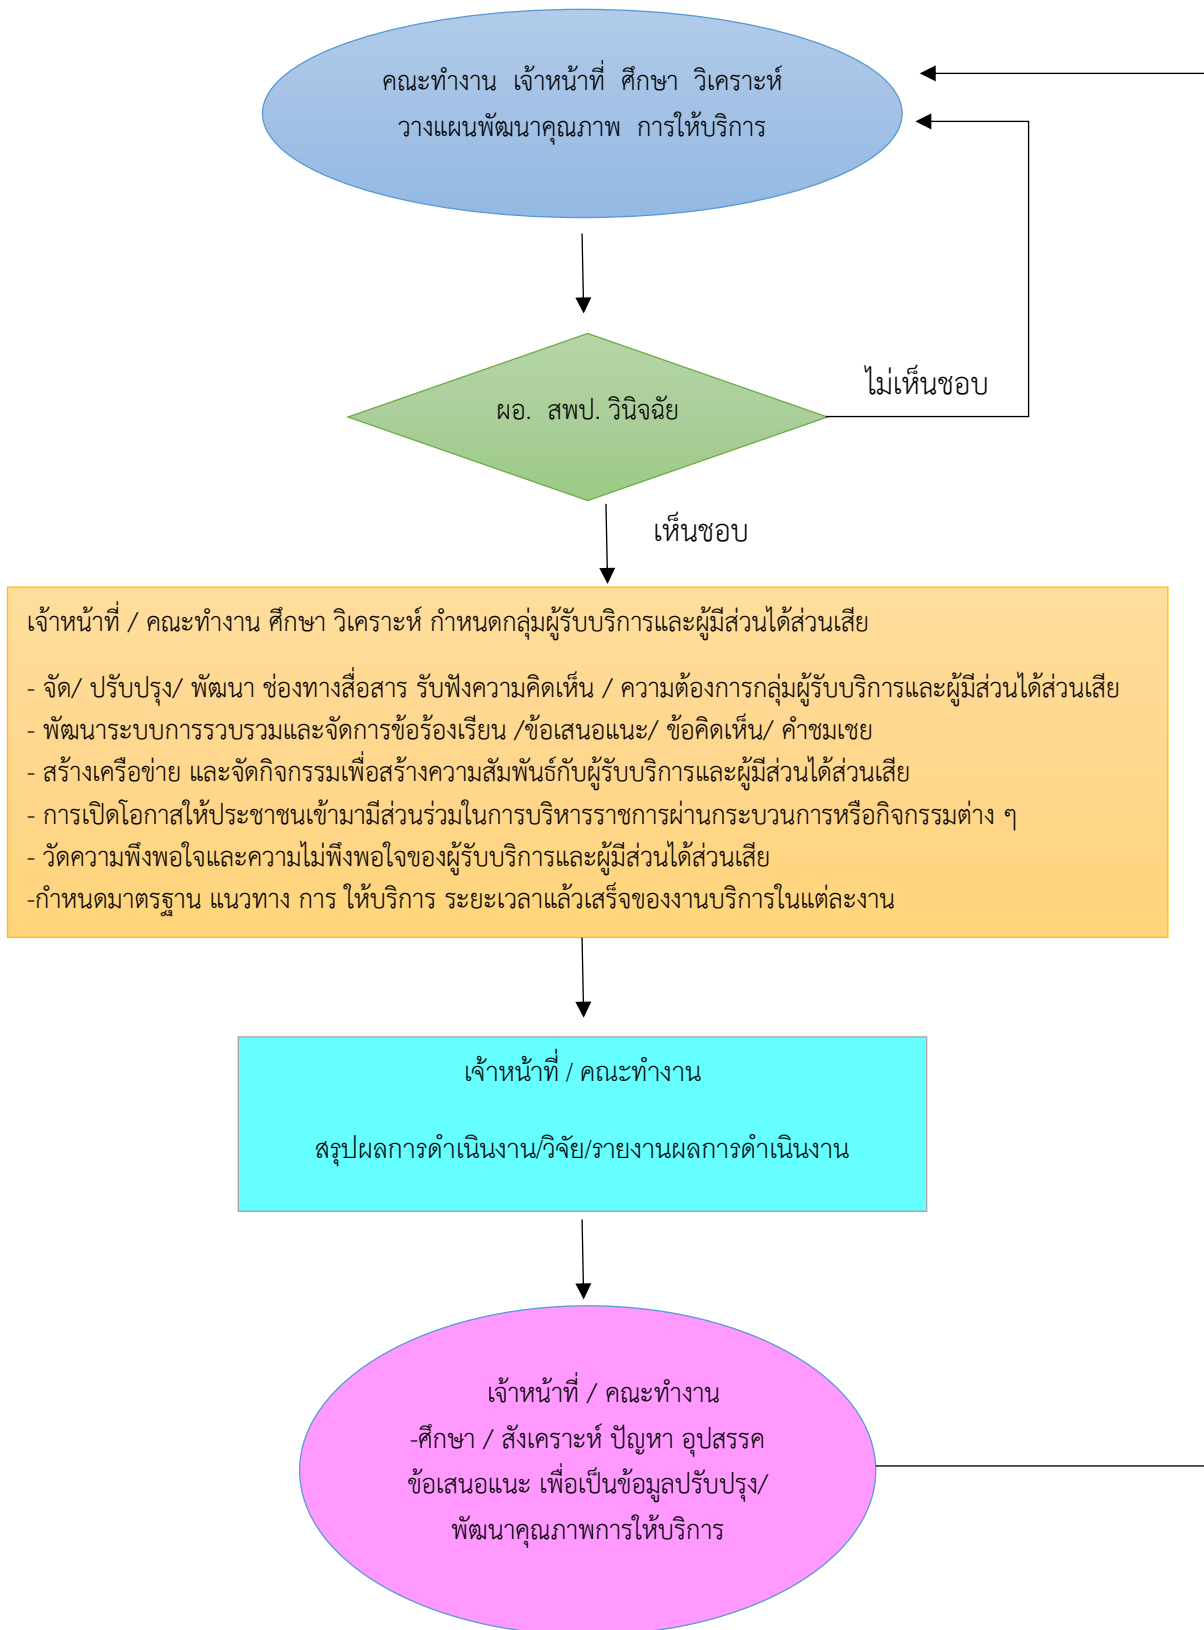 คณะทำงาน เจ้าหน้าที่ ศึกษา วิเคราะห์
วางแผนพัฒนาคุณภาพ การให้บริการ
ผอ. สพป. วินิจฉัย
ไม่เห็นชอบ
เห็นชอบ
เจ้าหน้าที่ / คณะทำงาน ศึกษา วิเคราะห์ กำหนดกลุ่มผู้รับบริการและผู้มีส่วนได้ส่วนเสีย
- จัด/ ปรับปรุง/ พัฒนา ช่องทางสื่อสาร รับฟังความคิดเห็น / ความต้องการกลุ่มผู้รับบริการและผู้มีส่วนได้ส่วนเสีย
- พัฒนาระบบการรวบรวมและจัดการข้อร้องเรียน /ข้อเสนอแนะ/ ข้อคิดเห็น/ คำชมเชย
- สร้างเครือข่าย และจัดกิจกรรมเพื่อสร้างความสัมพันธ์กับผู้รับบริการและผู้มีส่วนได้ส่วนเสีย
- การเปิดโอกาสให้ประชาชนเข้ามามีส่วนร่วมในการบริหารราชการผ่านกระบวนการหรือกิจกรรมต่าง ๆ
- วัดความพึงพอใจและความไม่พึงพอใจของผู้รับบริการและผู้มีส่วนได้ส่วนเสีย
-กำหนดมาตรฐาน แนวทาง การ ให้บริการ ระยะเวลาแล้วเสร็จของงานบริการในแต่ละงาน
เจ้าหน้าที่ / คณะทำงาน
สรุปผลการดำเนินงาน/วิจัย/รายงานผลการดำเนินงาน
เจ้าหน้าที่ / คณะทำงาน
-ศึกษา / สังเคราะห์ ปัญหา อุปสรรค
ข้อเสนอแนะ เพื่อเป็นข้อมูลปรับปรุง/
พัฒนาคุณภาพการให้บริการ